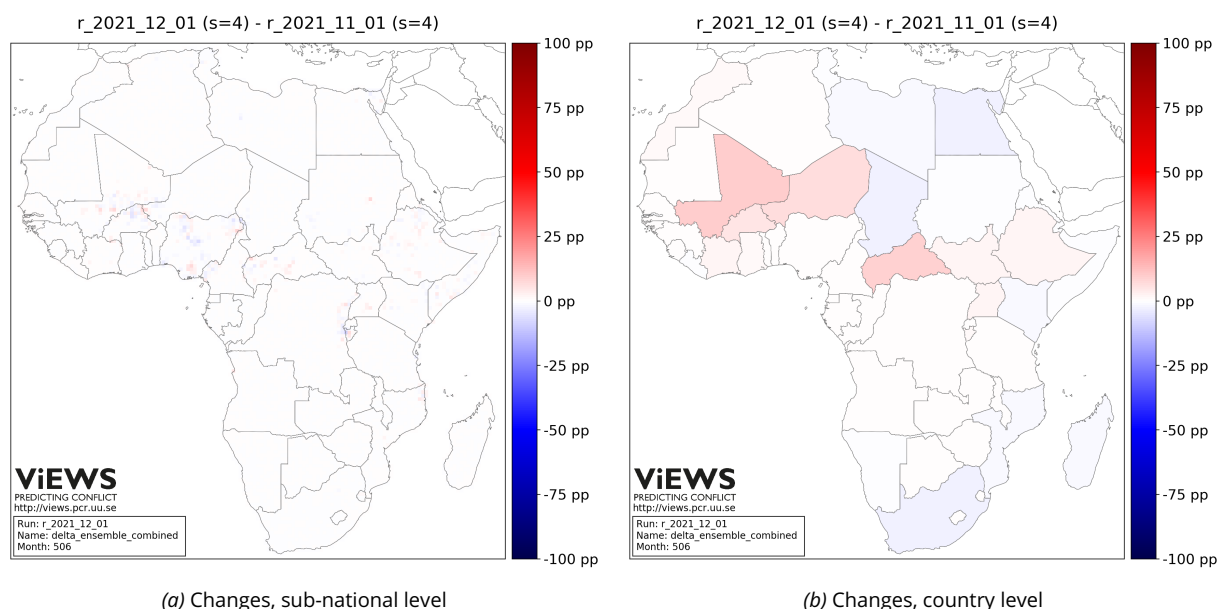 r_2021_12_01 (s=4) - r_2021_11_01 (s=4)
100 pp
75 pp
50 pp
25 pp
0 pp
-25 pp
-50 pp
-75 pp
-100 pp
ViEWS
PREDICTING CONFLICT
http://views.pcr.uu.se
Run: r_2021_12_01
Name: delta_ensemble_combined
Month: 506
(a) Changes, sub-national level
r_2021_12_01 (s=4) - r_2021_11_01 (s=4)
100 pp
75 pp
50 pp
25 pp
0 pp
-25 pp
-50 pp
-75 pp
-100 pp
ViEWS
PREDICTING CONFLICT
http://views.pcr.uu.se
Run: r_2021_12_01
Name: delta_ensemble_combined
Month: 506
(b) Changes, country level